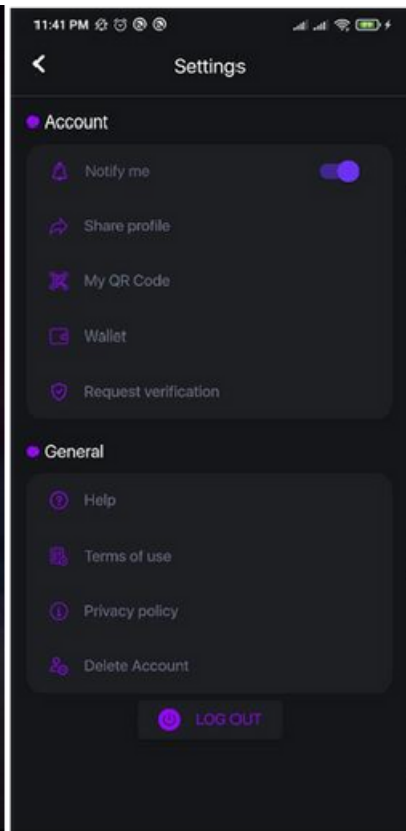 11:41 PM
Settings
Account
Notify me
Share profile
My QR Code
Wallet
Request verification
General
Help
Terms of use
Privacy policy
Delete Account
LOG OUT